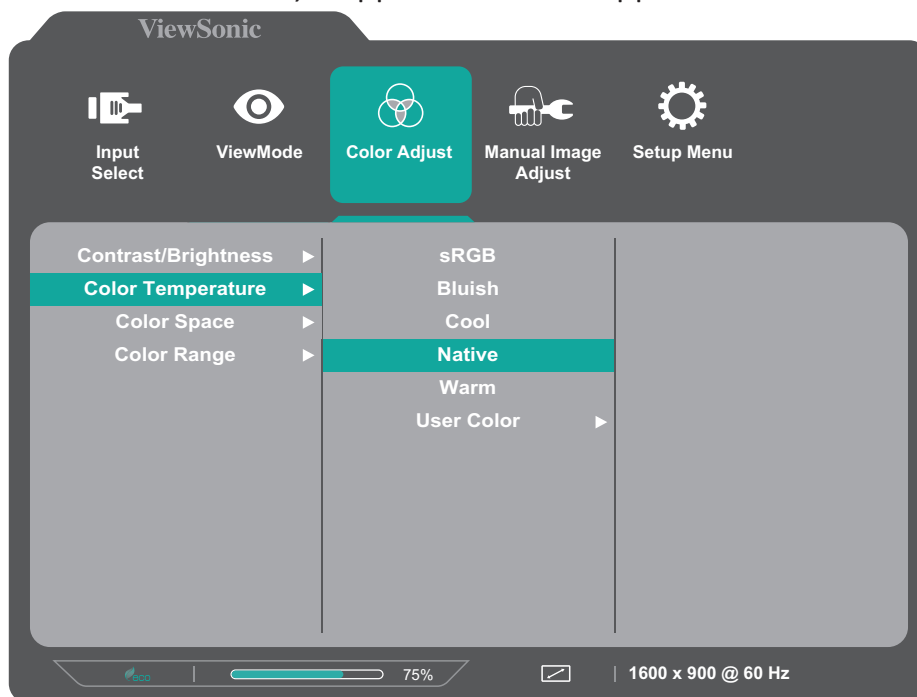 ViewSonic
Input
Select
ViewMode
Color Adjust
Manual Image
Adjust
Setup Menu
Contrast/Brightness
Color Temperature
Color Space
Color Range
sRGB
Bluish
Cool
Native
Warm
User Color
eco
75%
1600 x 900 @ 60 Hz